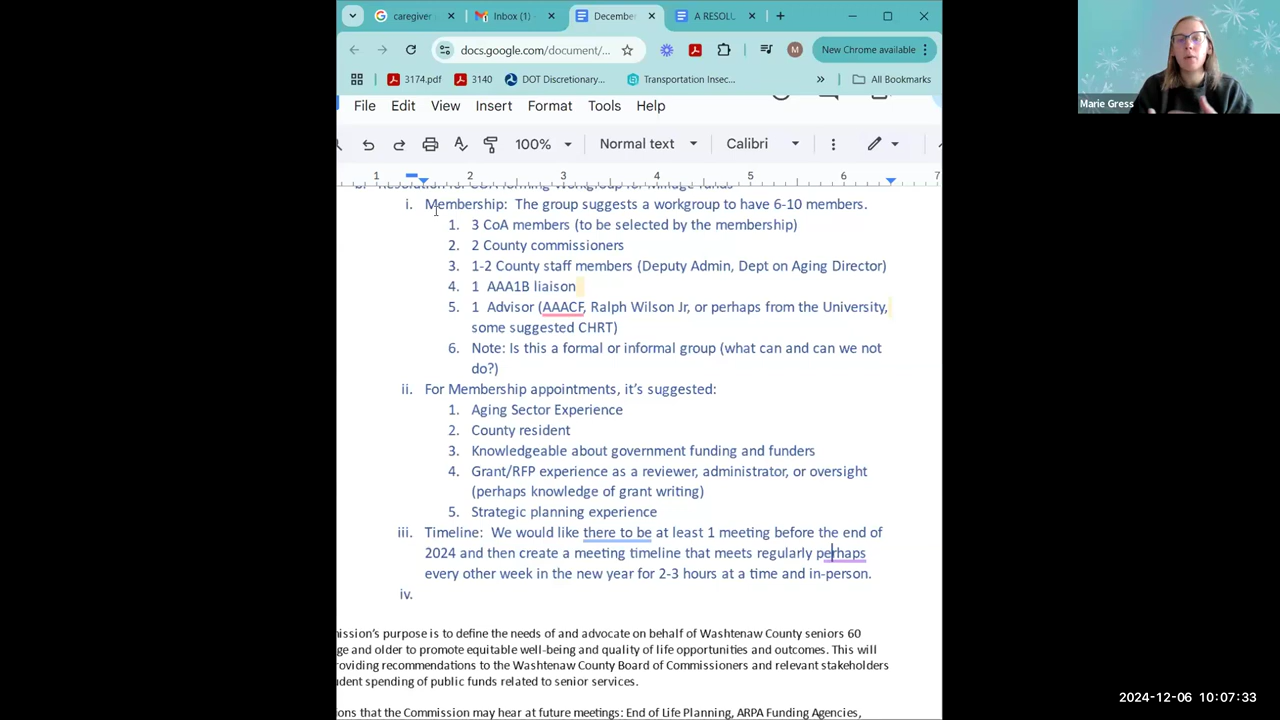 caregiver
Inbox (1)
December
A RESOLU
docs.google.com/document/...
M
New Chrome available
3174.pdf
3140
DOT Discretionary...
Transportation Insec...
»
All Bookmarks
File Edit View Insert Format Tools Help
100% Normal text Calibri
1 2 3 4 5 6 7
i. Membership: The group suggests a workgroup to have 6-10 members.
1. 3 CoA members (to be selected by the membership)
2. 2 County commissioners
3. 1-2 County staff members (Deputy Admin, Dept on Aging Director)
4. 1 AAA1B liaison
5. 1 Advisor (AAACF, Ralph Wilson Jr, or perhaps from the University,
some suggested CHRT)
6. Note: Is this a formal or informal group (what can and can we not
do?)
ii. For Membership appointments, it's suggested:
1. Aging Sector Experience
2. County resident
3. Knowledgeable about government funding and funders
4. Grant/RFP experience as a reviewer, administrator, or oversight
(perhaps knowledge of grant writing)
5. Strategic planning experience
iii. Timeline: We would like there to be at least 1 meeting before the end of
2024 and then create a meeting timeline that meets regularly perhaps
every other week in the new year for 2-3 hours at a time and in-person.
iv.
mission's purpose is to define the needs of and advocate on behalf of Washtenaw County seniors 60
ge and older to promote equitable well-being and quality of life opportunities and outcomes. This will
roviding recommendations to the Washtenaw County Board of Commissioners and relevant stakeholders
udent spending of public funds related to senior services.
ions that the Commission may hear at future meetings: End of Life Planning, ARPA Funding Agencies,
Marie Gress
2024-12-06 10:07:33